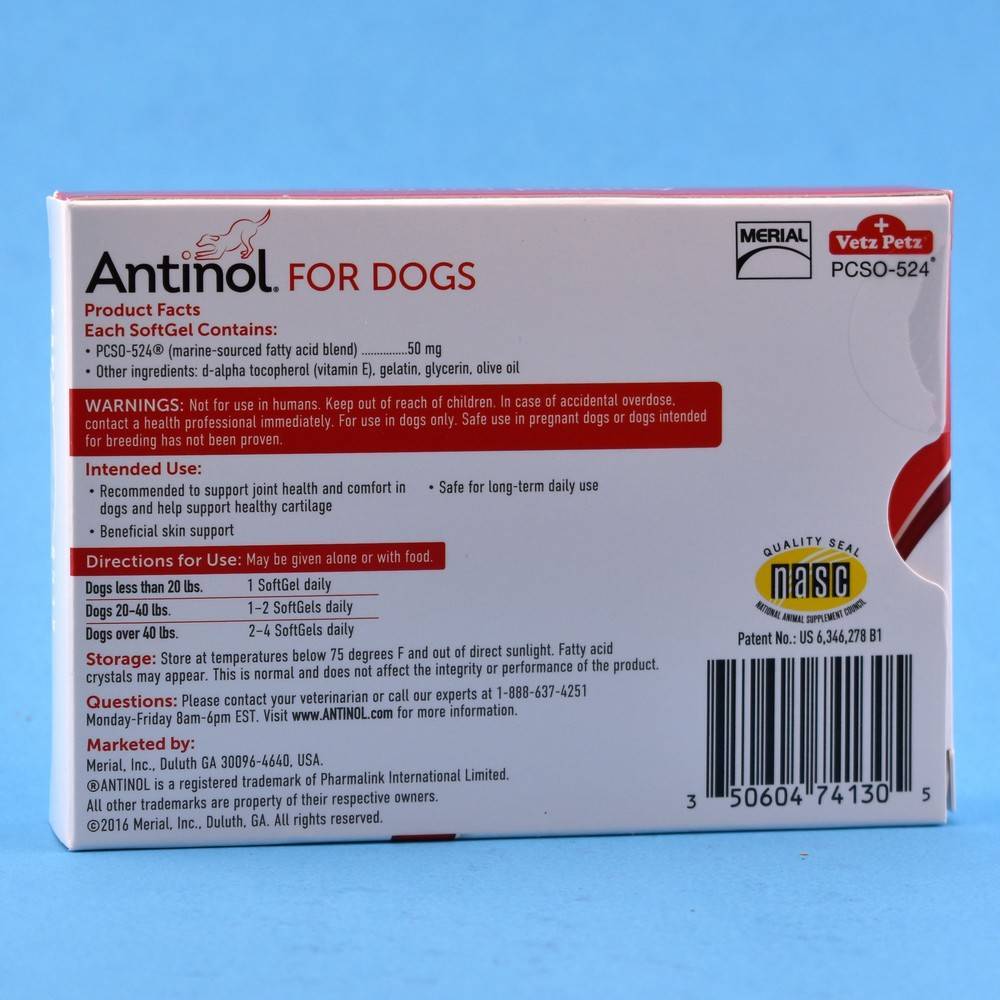 Antinol® FOR DOGS
MERIAL
Vetz Petz®
PCSO-524®
Product Facts
Each SoftGel Contains:
• PCSO-524® (marine-sourced fatty acid blend) ...............50 mg
• Other ingredients: d-alpha tocopherol (vitamin E), gelatin, glycerin, olive oil
WARNINGS: Not for use in humans. Keep out of reach of children. In case of accidental overdose,
contact a health professional immediately. For use in dogs only. Safe use in pregnant dogs or dogs intended
for breeding has not been proven.
Intended Use:
• Recommended to support joint health and comfort in
dogs and help support healthy cartilage
• Beneficial skin support
• Safe for long-term daily use
Directions for Use: May be given alone or with food.
Dogs less than 20 lbs. 1 SoftGel daily
Dogs 20-40 lbs. 1-2 SoftGels daily
Dogs over 40 lbs. 2-4 SoftGels daily
Storage: Store at temperatures below 75 degrees F and out of direct sunlight. Fatty acid
crystals may appear. This is normal and does not affect the integrity or performance of the product.
Questions: Please contact your veterinarian or call our experts at 1-888-637-4251
Monday-Friday 8am-6pm EST. Visit www.ANTINOL.com for more information.
Marketed by:
Merial, Inc., Duluth GA 30096-4640, USA.
®ANTINOL is a registered trademark of Pharmalink International Limited.
All other trademarks are property of their respective owners.
©2016 Merial, Inc., Duluth, GA. All rights reserved.
QUALITY SEAL
nasc
NATIONAL ANIMAL SUPPLEMENT COUNCIL
Patent No.: US 6,346,278 B1
3 50604 74130 5